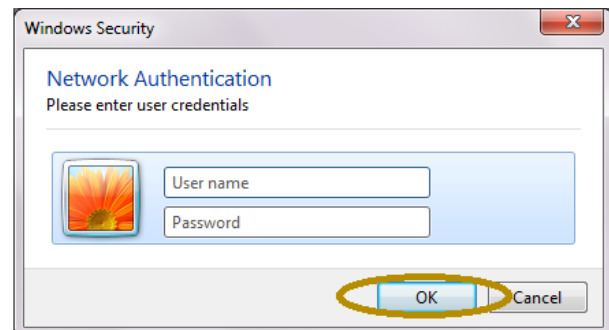 Windows Security
Network Authentication
Please enter user credentials
User name
Password
OK
Cancel